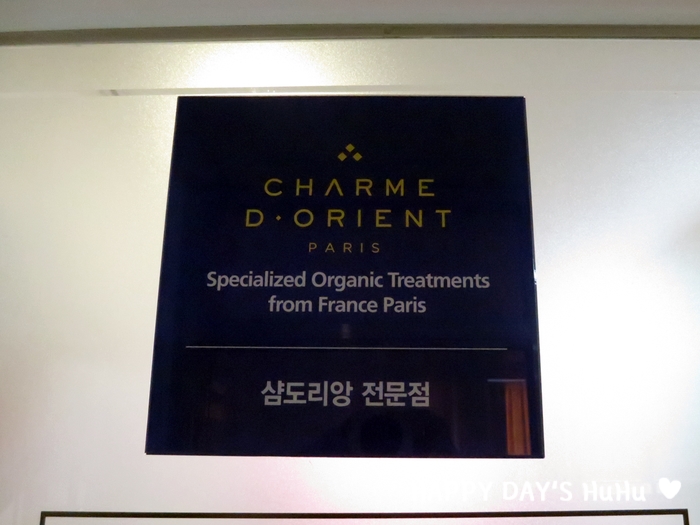 CHARME
D·ORIENT
PARIS
Specialized Organic Treatments
from France Paris
샴도리앙 전문점
DAY'S HuHu ♥